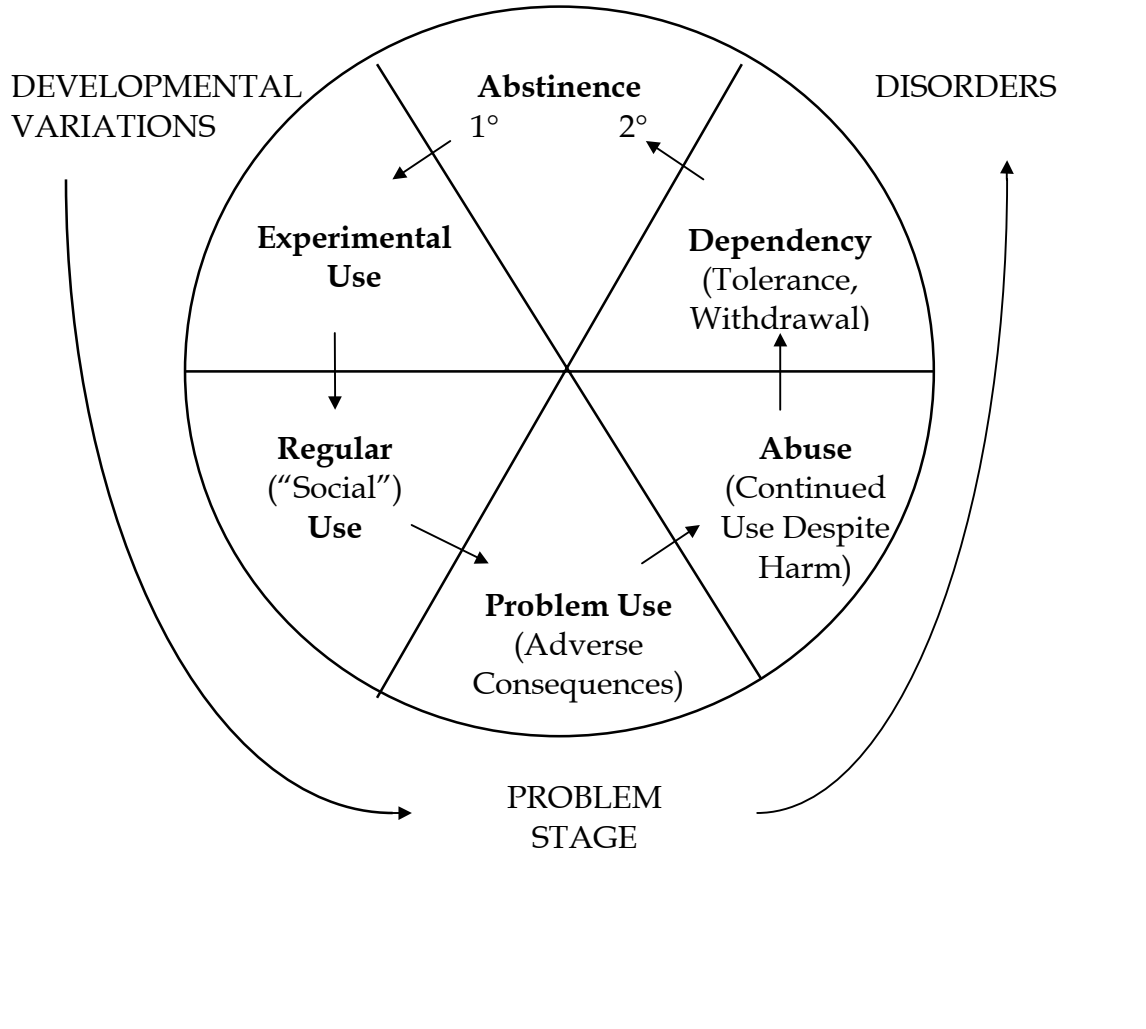 DEVELOPMENTAL
VARIATIONS
Abstinence
1° 2°
DISORDERS
Experimental
Use
Dependency
(Tolerance,
Withdrawal)
Regular
(“Social”)
Use
Abuse
(Continued
Use Despite
Harm)
Problem Use
(Adverse
Consequences)
PROBLEM
STAGE